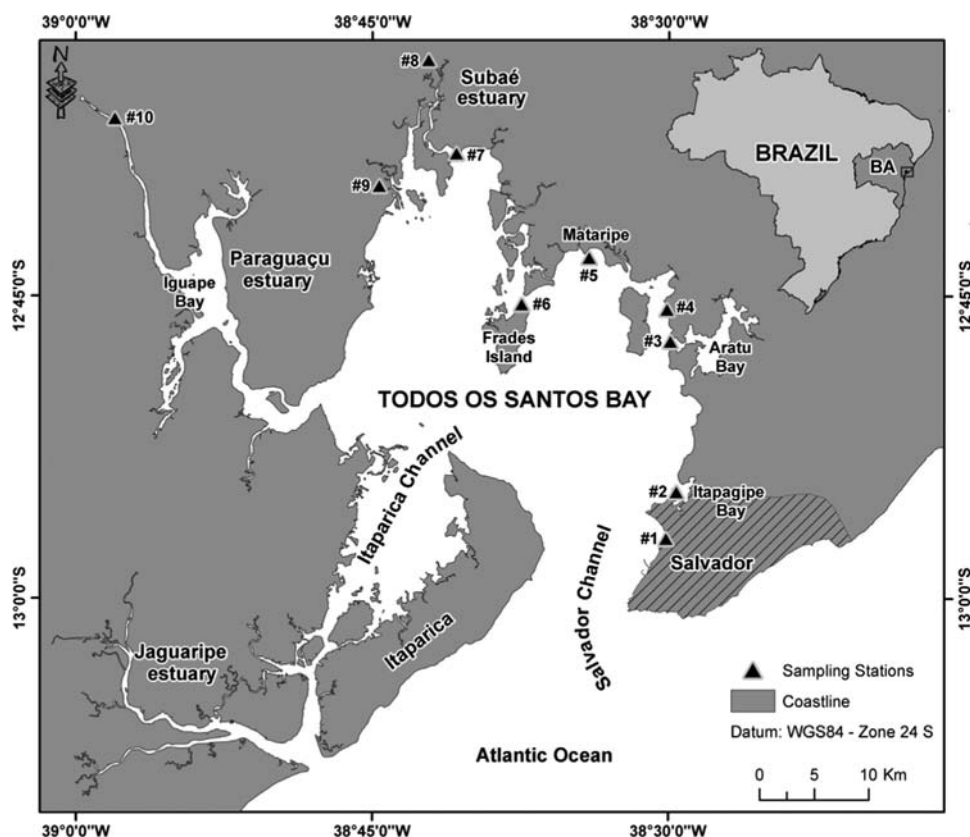 39°0'0"W
38°45'0"W
38°30'0"W
N
#8
Subaé
estuary
#10
#7
BRAZIL
BA
#9
Mataripe
#5
Paraguaçu
estuary
Iguape
Bay
12°45'0"S
12°45'0"S
#6
#4
Frades
Island
#3
Aratu
Bay
TODOS OS SANTOS BAY
Itaparica Channel
#2
Itapagipe
Bay
#1
Salvador
Salvador Channel
13°0'0"S
13°0'0"S
Itaparica
Jaguaripe
estuary
Sampling Stations
Coastline
Datum: WGS84 - Zone 24 S
Atlantic Ocean
0 5 10 Km
39°0'0"W
38°45'0"W
38°30'0"W